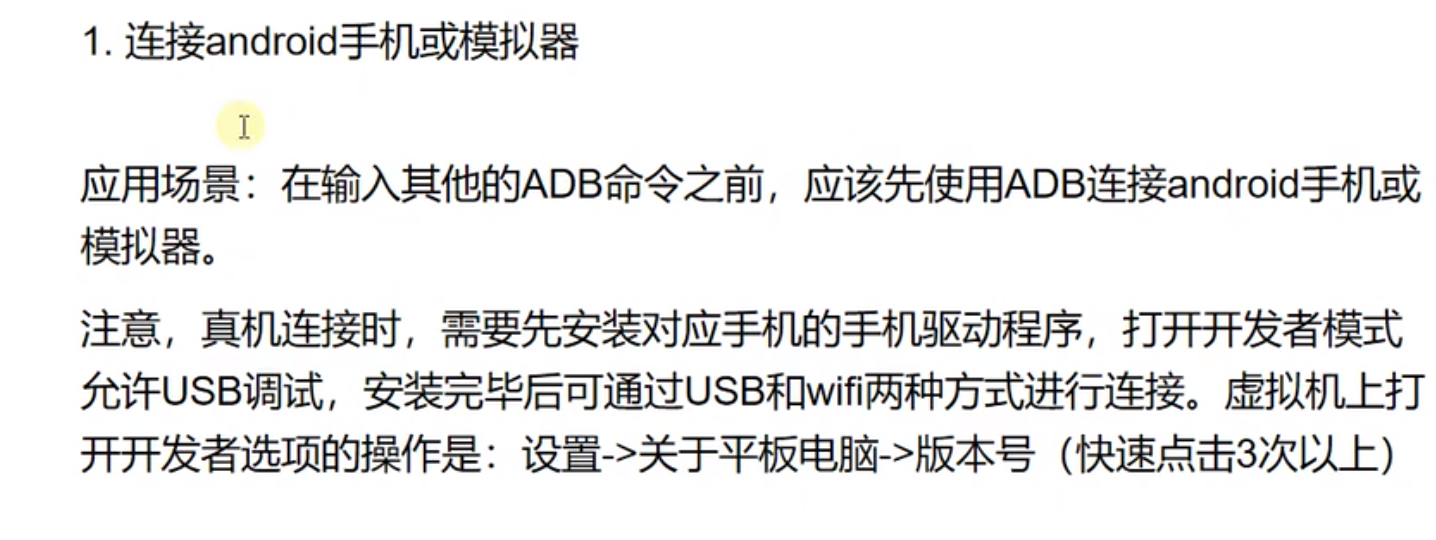 1. 连接android手机或模拟器
应用场景：在输入其他的ADB命令之前，应该先使用ADB连接android手机或
模拟器。
注意，真机连接时，需要先安装对应手机的手机驱动程序，打开开发者模式
允许USB调试，安装完毕后可通过USB和wifi两种方式进行连接。虚拟机上打
开开发者选项的操作是：设置->关于平板电脑->版本号（快速点击3次以上）